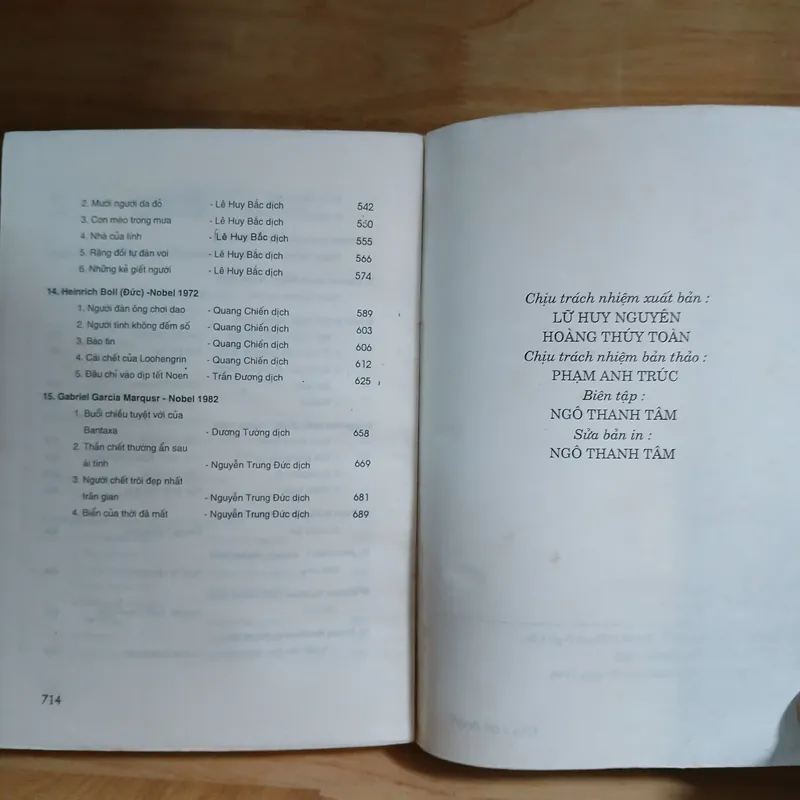 2. Mười người da đỏ - Lê Huy Bắc dịch 542
3. Con mèo trong mưa - Lê Huy Bắc dịch 550
4. Nhà của lính - Lê Huy Bắc dịch 555
5. Rặng đồi tự đàn voi - Lê Huy Bắc dịch 566
6. Những kẻ giết người - Lê Huy Bắc dịch 574
14. Heinrich Boll (Đức) -Nobel 1972
1. Người đàn ông chơi dao - Quang Chiến dịch 589
2. Người tình không đếm số - Quang Chiến dịch 603
3. Báo tin - Quang Chiến dịch 606
4. Cái chết của Loohengrin - Quang Chiến dịch 612
5. Đâu chỉ vào dịp tết Noen - Trần Đương dịch 625
15. Gabriel Garcia Marqusr - Nobel 1982
1. Buổi chiều tuyệt vời của
Bantaxa - Dương Tường dịch 658
2. Thần chết thường ẩn sau
ái tình - Nguyễn Trung Đức dịch 669
3. Người chết trôi đẹp nhất
trần gian - Nguyễn Trung Đức dịch 681
4. Biển của thời đã mất - Nguyễn Trung Đức dịch 689
714
Chịu trách nhiệm xuất bản :
LỮ HUY NGUYÊN
HOÀNG THÚY TOÀN
Chịu trách nhiệm bản thảo :
PHẠM ANH TRÚC
Biên tập :
NGÔ THANH TÂM
Sửa bản in :
NGÔ THANH TÂM